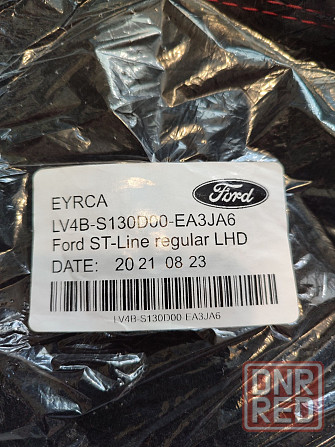 EYRCA
Ford
LV4B-S130D00-EA3JA6
Ford ST-Line regular LHD
DATE: 20 21 08 23
LV4B-S130D00 EA3JA6
DNR
RED